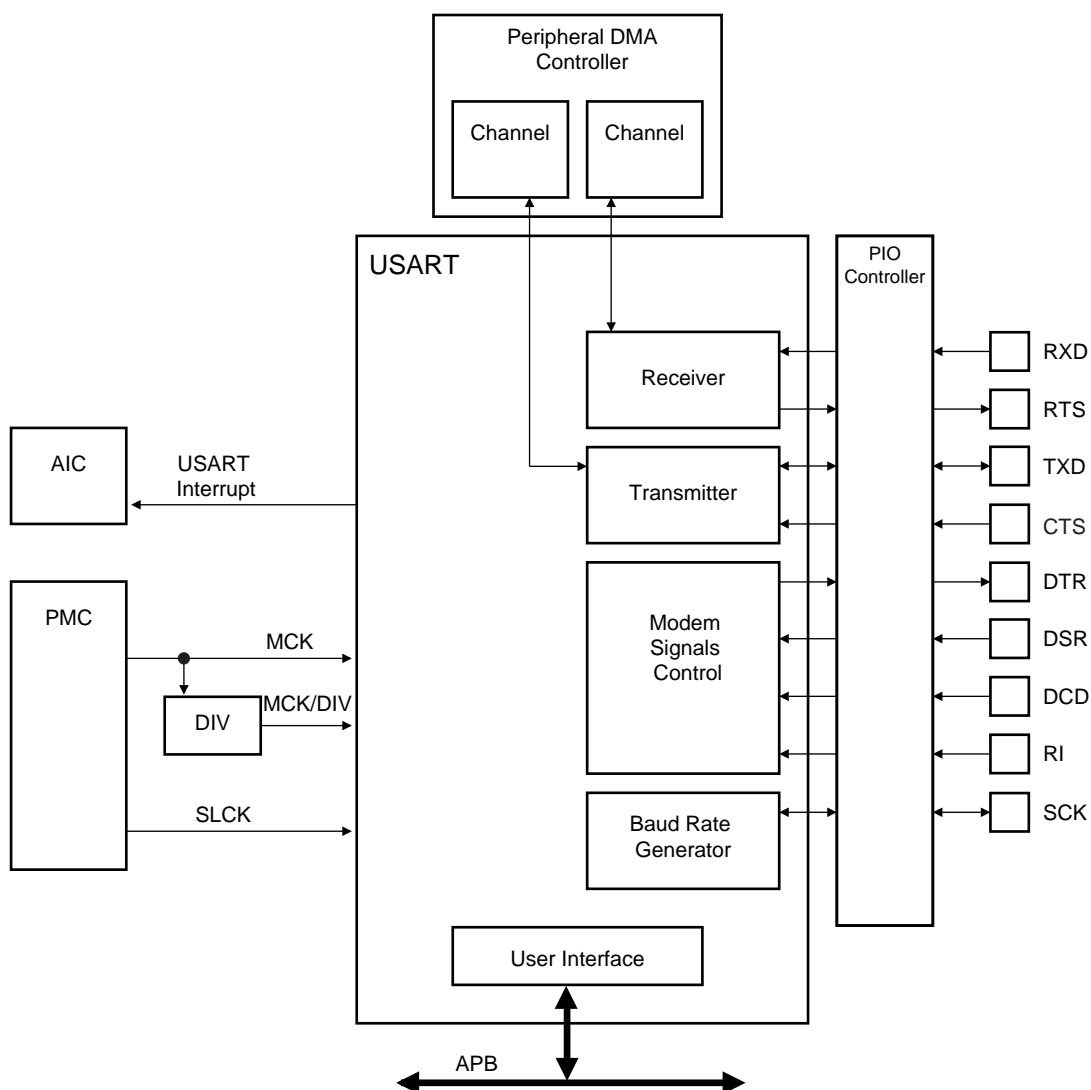 Peripheral DMA
Controller
Channel
Channel
USART
PIO
Controller
Receiver
RXD
RTS
AIC
USART
Interrupt
Transmitter
TXD
CTS
PMC
MCK
DIV
MCK/DIV
SLCK
Modem
Signals
Control
DTR
DSR
DCD
RI
Baud Rate
Generator
SCK
User Interface
APB